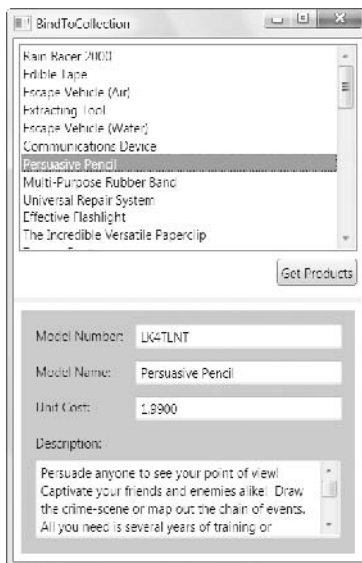 BindToCollection
Rain Racer 2000
Edible Tape
Escape Vehicle (Air)
Extracting Tool
Escape Vehicle (Water)
Communications Device
Persuasive Pencil
Multi-Purpose Rubber Band
Universal Repair System
Effective Flashlight
The Incredible Versatile Paperclip
Get Products
Model Number: LK4TLNT
Model Name: Persuasive Pencil
Unit Cost: 1.9900
Description:
Persuade anyone to see your point of view!
Captivate your friends and enemies alike! Draw
the crime-scene or map out the chain of events.
All you need is several years of training or